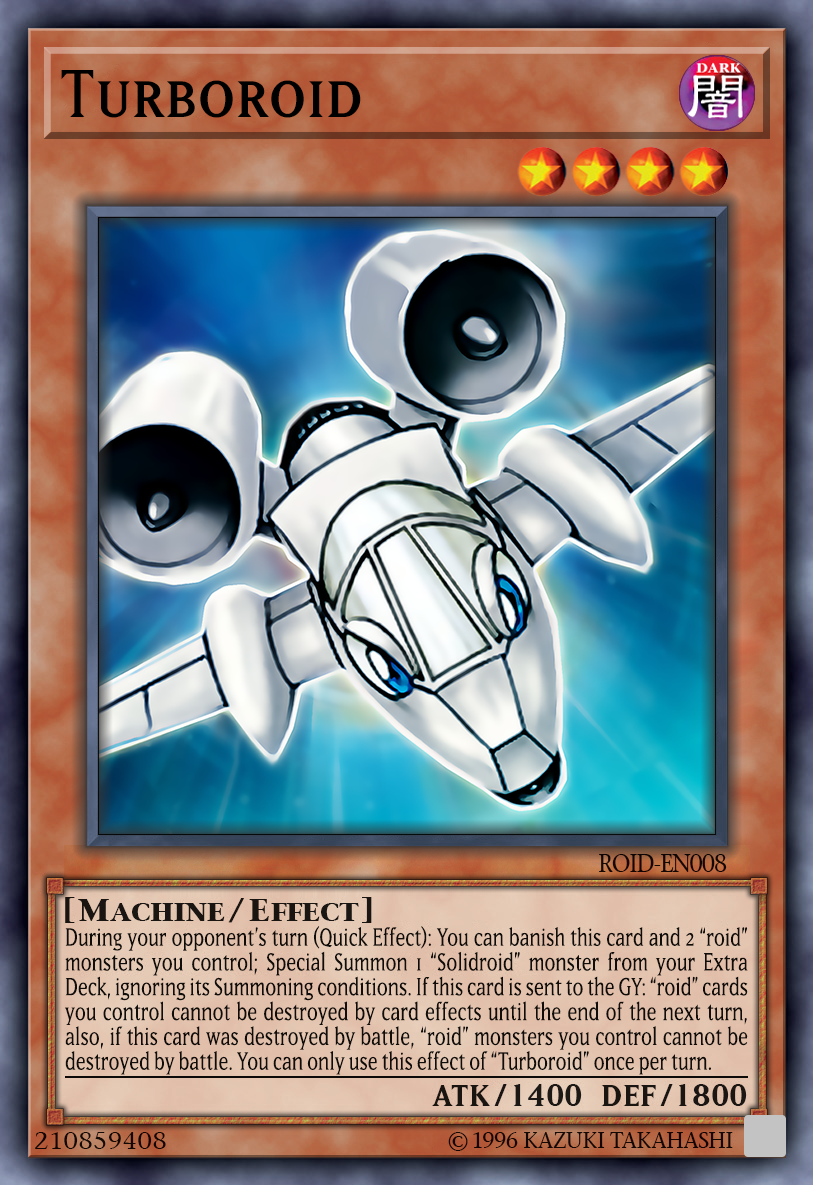 Turboroid
DARK
闇
ROID-EN008
[Machine/Effect]
During your opponent's turn (Quick Effect): You can banish this card and 2 “roid”
monsters you control; Special Summon 1 “Solidroid” monster from your Extra
Deck, ignoring its Summoning conditions. If this card is sent to the GY: “roid” cards
you control cannot be destroyed by card effects until the end of the next turn,
also, if this card was destroyed by battle, “roid” monsters you control cannot be
destroyed by battle. You can only use this effect of “Turboroid” once per turn.
ATK/1400 DEF/1800
210859408
© 1996 KAZUKI TAKAHASHI